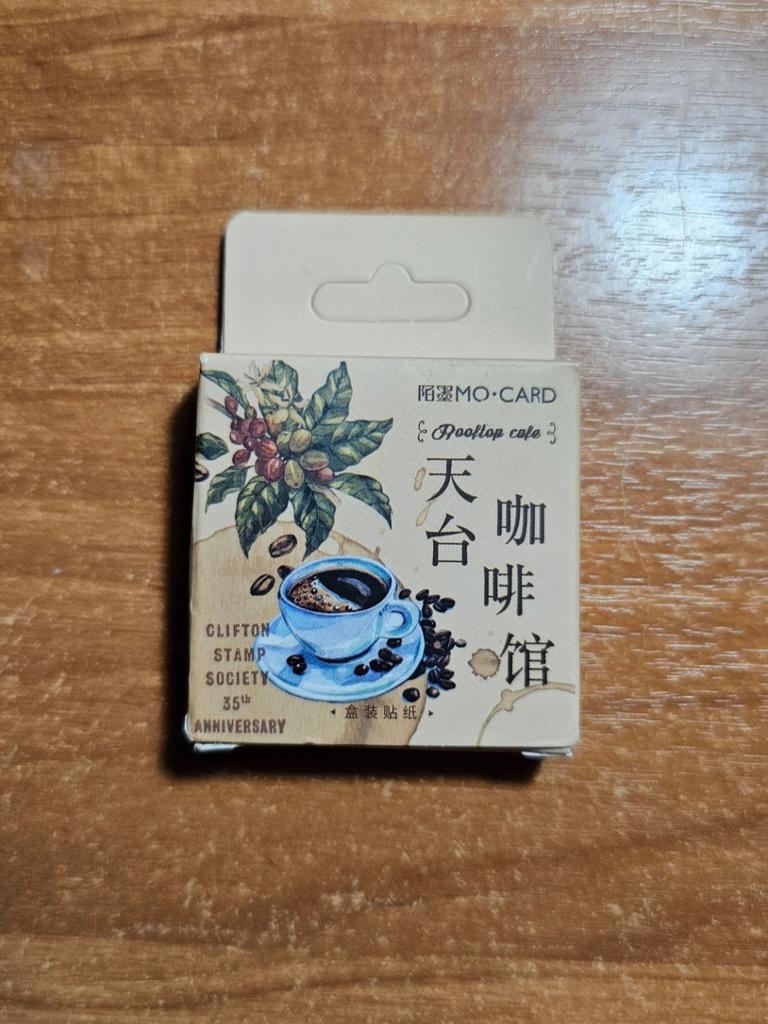 陌墨MO·CARD
Rooftop cafe
天台
咖啡馆
CLIFTON
STAMP
SOCIETY
35th
ANNIVERSARY
盒装贴纸